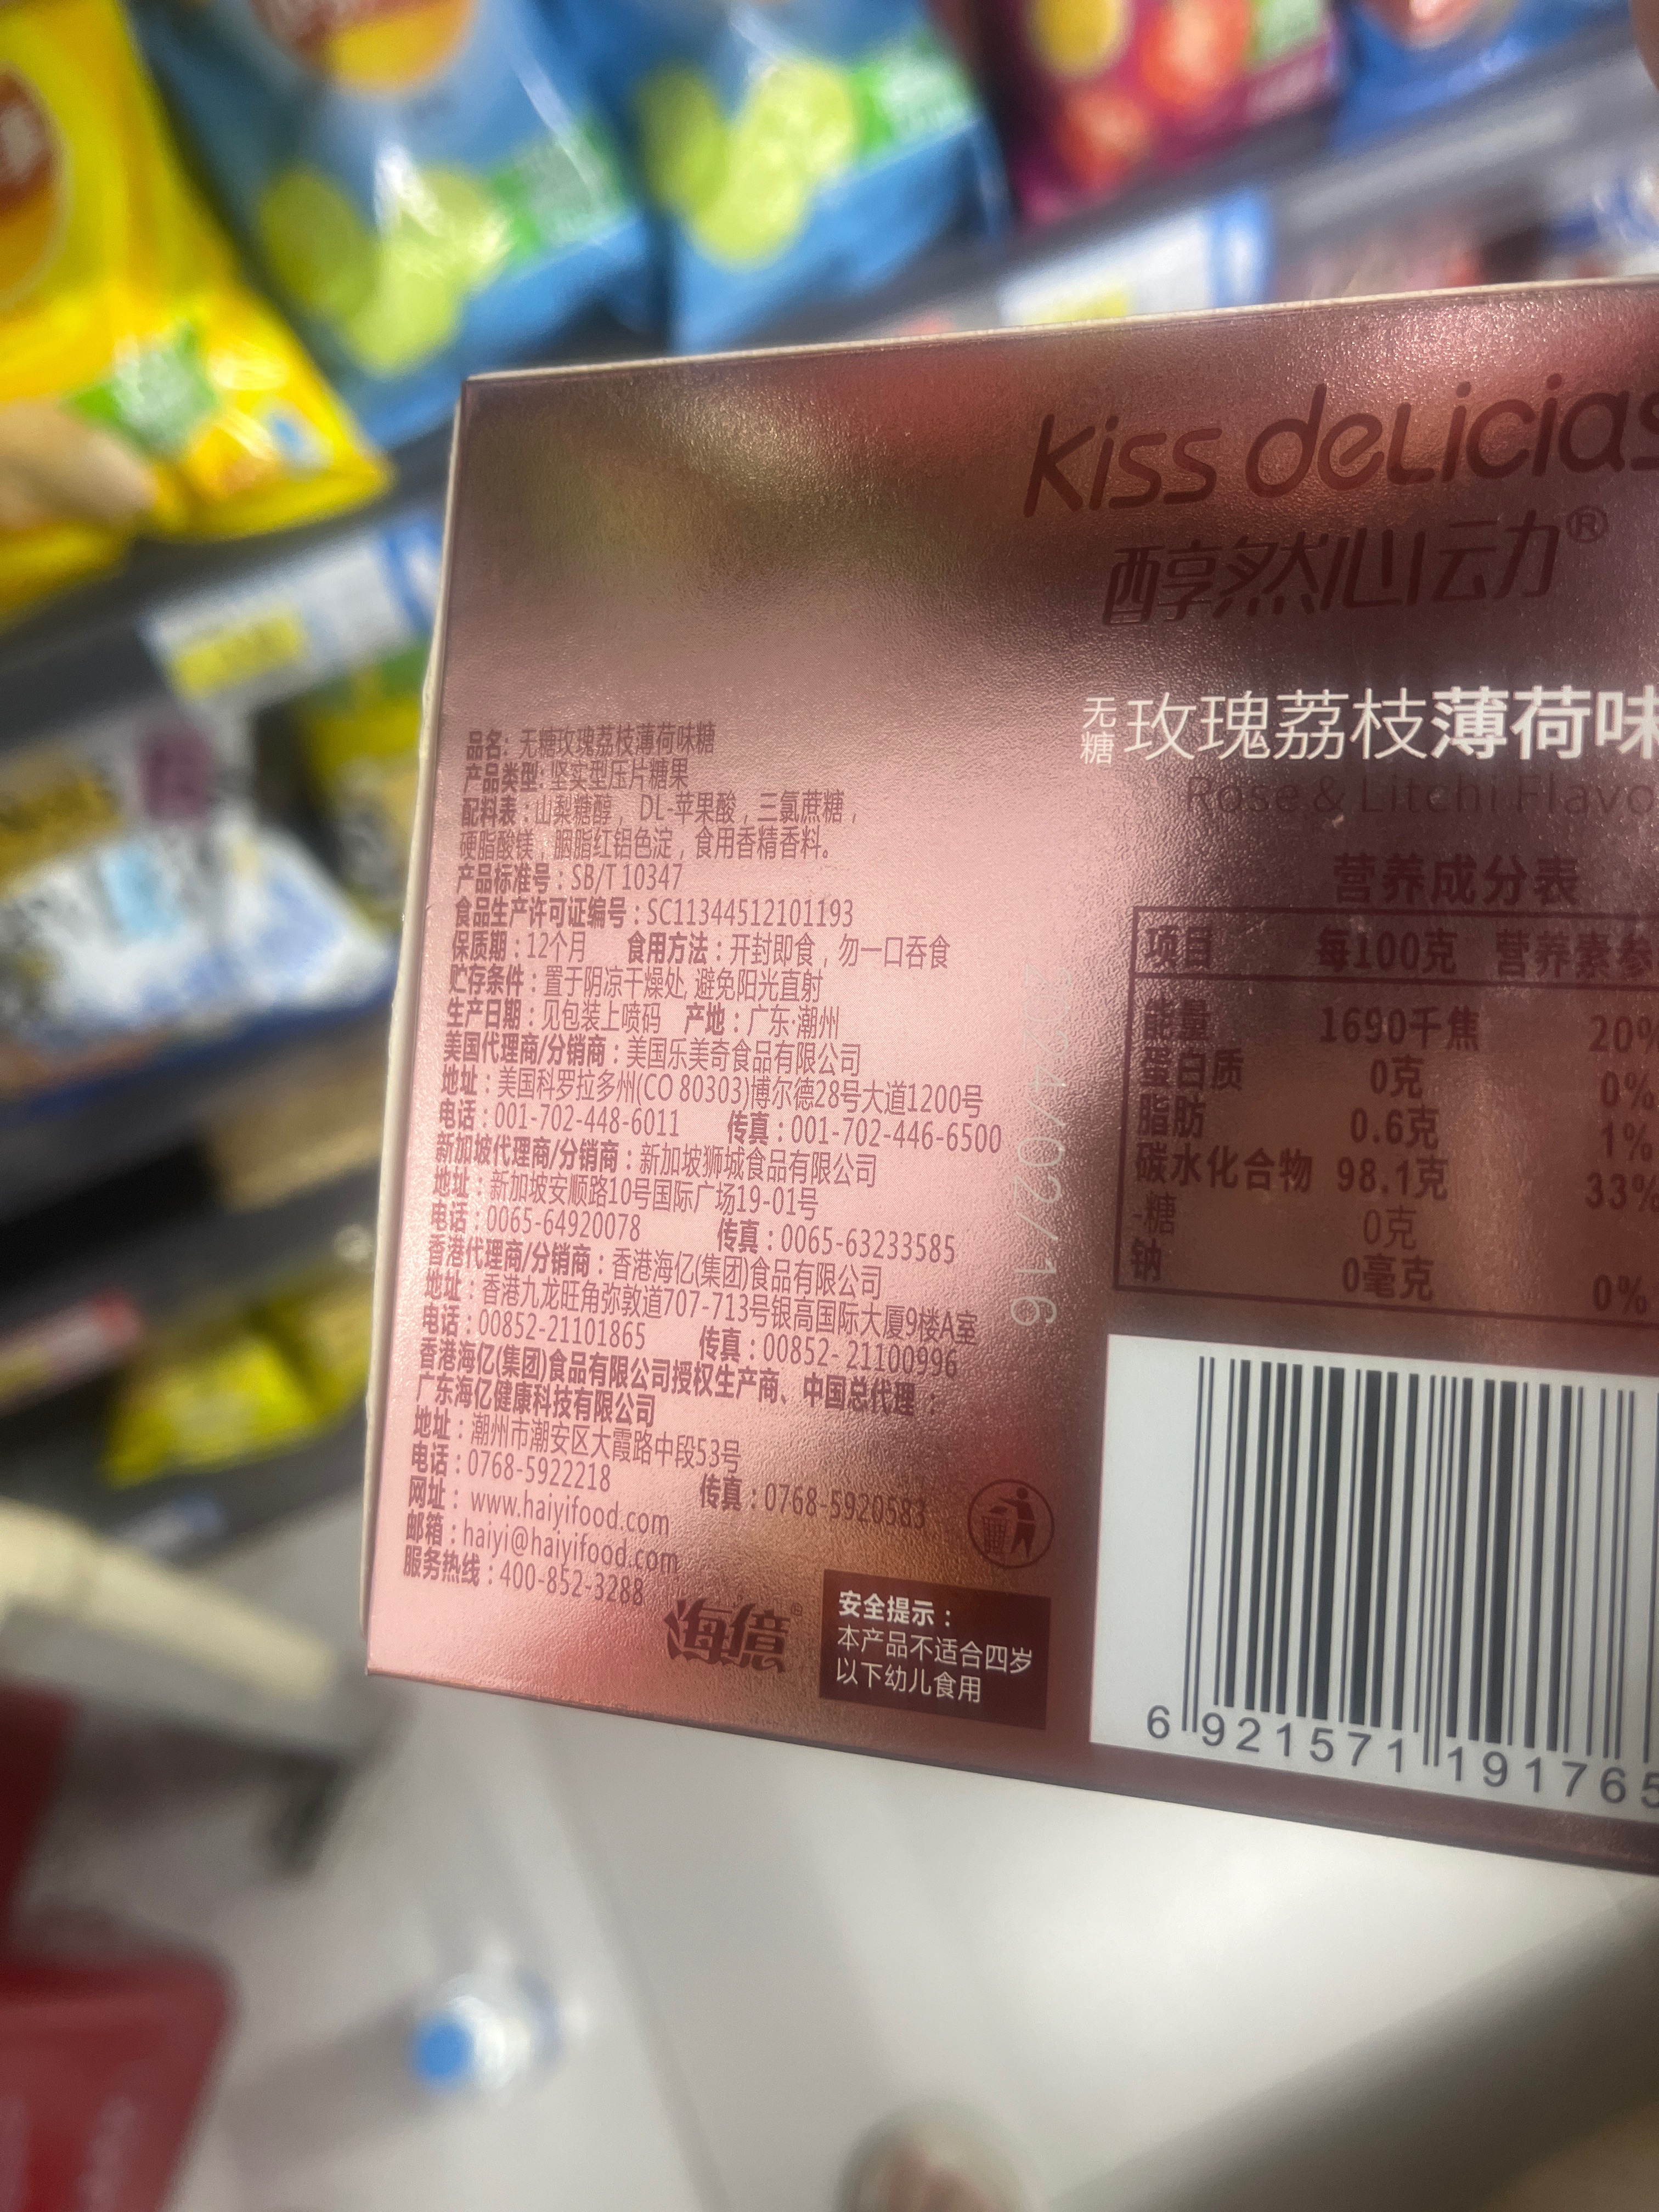 Kiss deLicias
醇然心动®
无糖 玫瑰荔枝薄荷味
Rose & Litchi Flavo
品名: 无糖玫瑰荔枝薄荷味糖
产品类型: 坚实型压片糖果
配料表：山梨糖醇，DL-苹果酸，三氯蔗糖，
硬脂酸镁，胭脂红铝色淀，食用香精香料。
产品标准号：SB/T 10347
食品生产许可证编号：SC11344512101193
保质期：12个月 食用方法：开封即食，勿一口吞食
贮存条件：置于阴凉干燥处, 避免阳光直射
生产日期：见包装上喷码 产地：广东·潮州
美国代理商/分销商：美国乐美奇食品有限公司
地址：美国科罗拉多州(CO 80303)博尔德28号大道1200号
电话：001-702-448-6011 传真：001-702-446-6500
新加坡代理商/分销商：新加坡狮城食品有限公司
地址：新加坡安顺路10号国际广场19-01号
电话：0065-64920078 传真：0065-63233585
香港代理商/分销商：香港海亿(集团)食品有限公司
地址：香港九龙旺角弥敦道707-713号银高国际大厦9楼A室
电话：00852-21101865 传真：00852- 21100996
香港海亿(集团)食品有限公司授权生产商、中国总代理：
广东海亿健康科技有限公司
地址：潮州市潮安区大霞路中段53号
电话：0768-5922218 传真：0768-5920583
网址：www.haiyifood.com
邮箱：haiyi@haiyifood.com
服务热线：400-852-3288
海億®
安全提示：
本产品不适合四岁
以下幼儿食用
2024/02/16
营养成分表
项目 每100克 营养素参
能量 1690千焦 20%
蛋白质 0克 0%
脂肪 0.6克 1%
碳水化合物 98.1克 33%
-糖 0克
钠 0毫克 0%
6 921571 191765